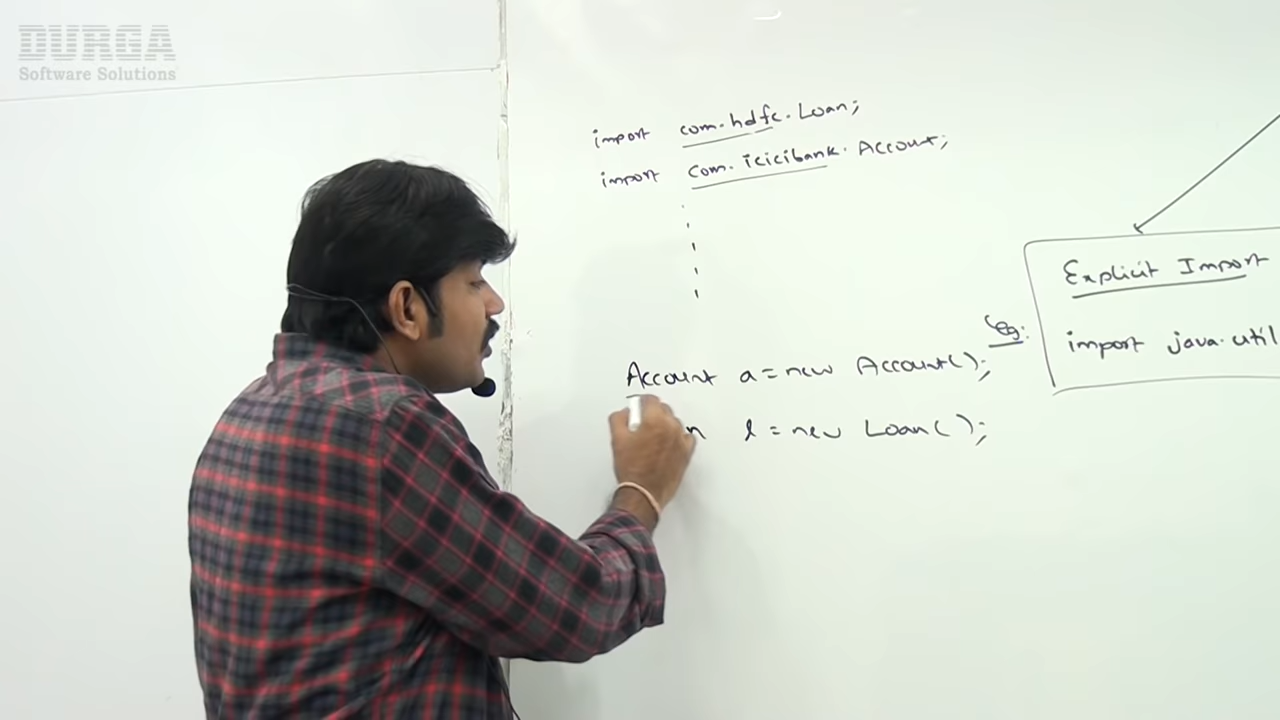 DURGA
Software Solutions
import com.hdfc.Loan;
import com.icicibank.Account;
Account a = new Account();
n l = new Loan();
Eg:
Explicit Import
import java.util